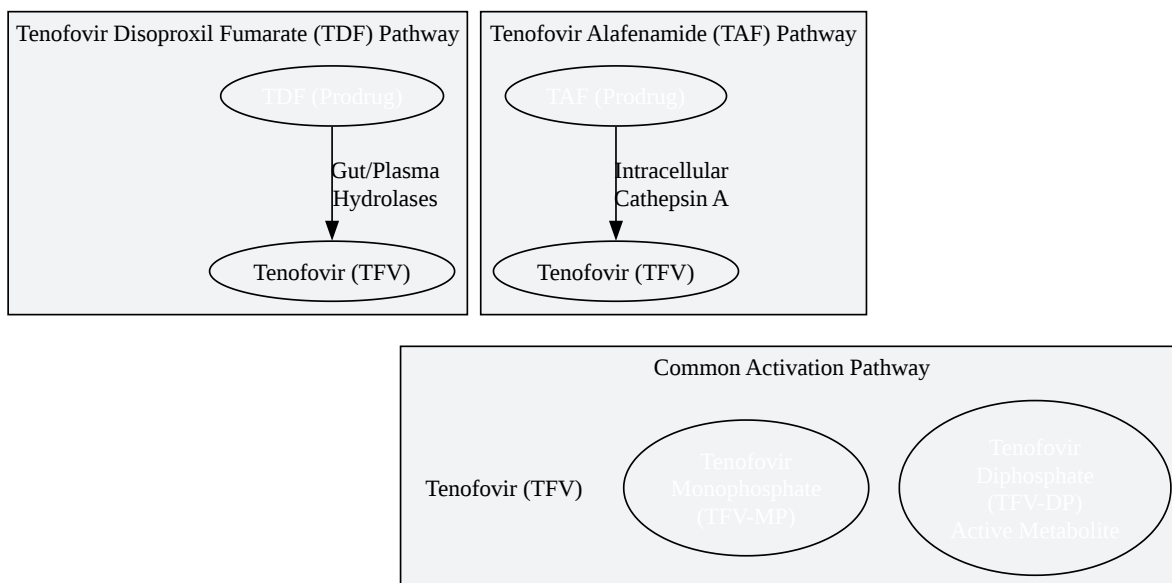 Tenofovir Disoproxil Fumarate (TDF) Pathway
TDF (Prodrug)
Gut/Plasma
Hydrolases
Tenofovir (TFV)
Tenofovir Alafenamide (TAF) Pathway
TAF (Prodrug)
Intracellular
Cathepsin A
Tenofovir (TFV)
Common Activation Pathway
Tenofovir (TFV)
Tenofovir
Monophosphate
(TFV-MP)
Tenofovir
Diphosphate
(TFV-DP)
Active Metabolite